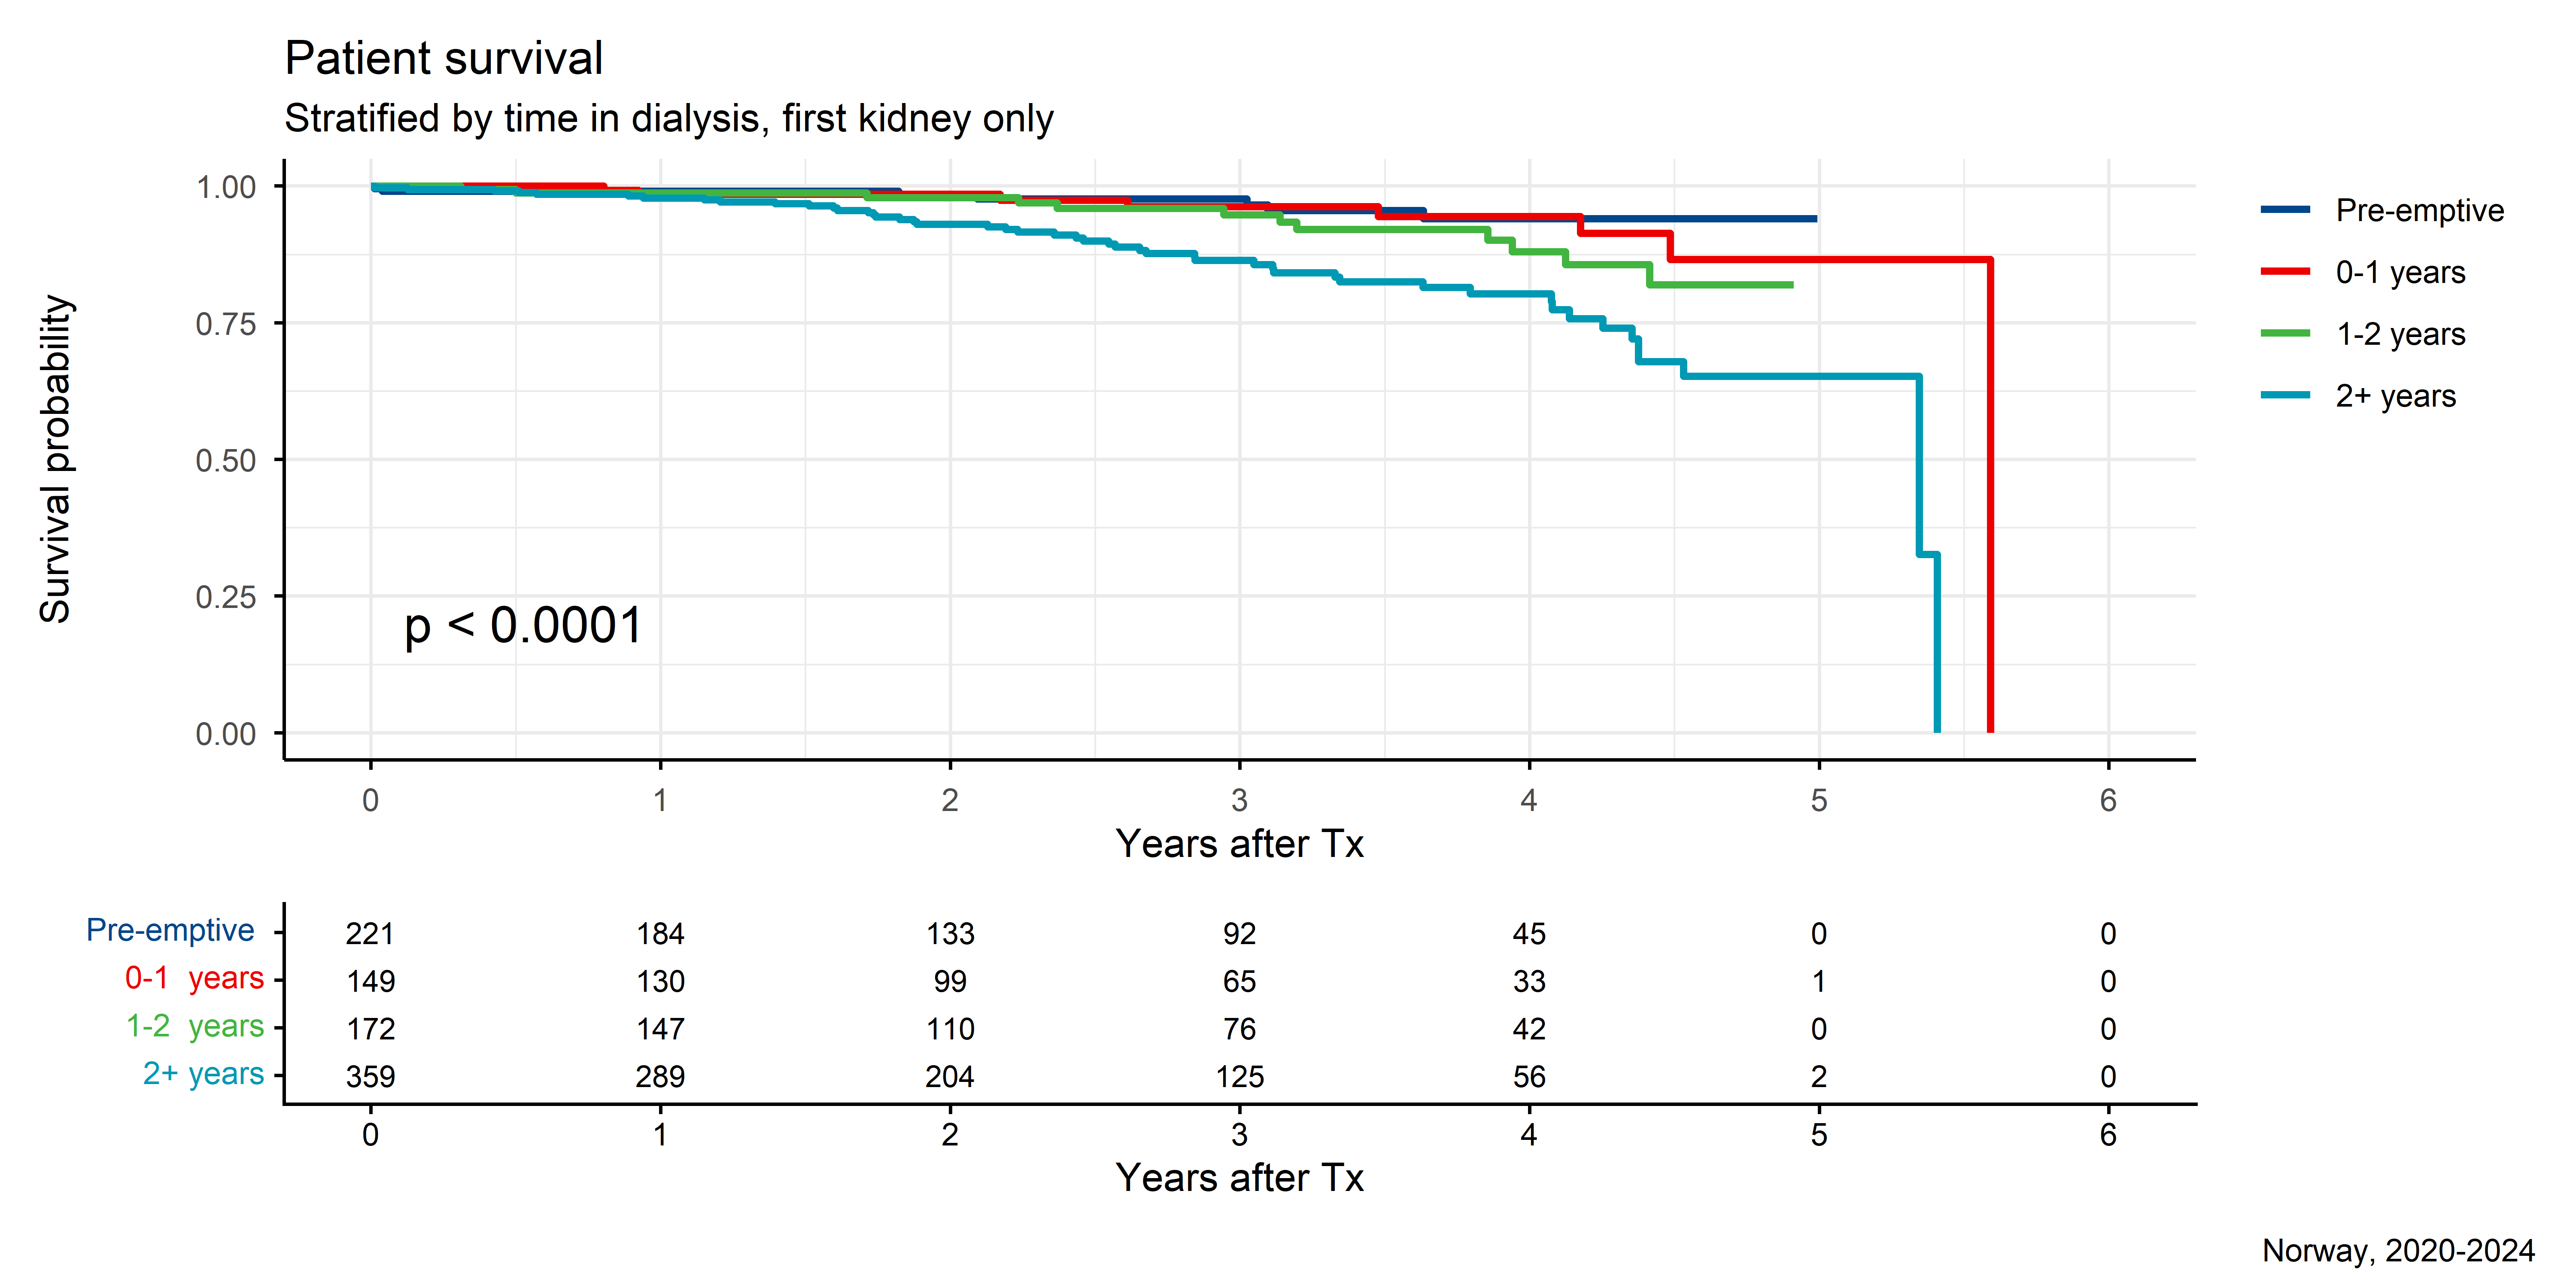 Patient survival
Stratified by time in dialysis, first kidney only
Survival probability
1.00
0.75
0.50
0.25
0.00
p < 0.0001
0 1 2 3 4 5 6
Years after Tx
Pre-emptive
0-1 years
1-2 years
2+ years
Pre-emptive 221 184 133 92 45 0 0
0-1 years 149 130 99 65 33 1 0
1-2 years 172 147 110 76 42 0 0
2+ years 359 289 204 125 56 2 0
0 1 2 3 4 5 6
Years after Tx
Norway, 2020-2024